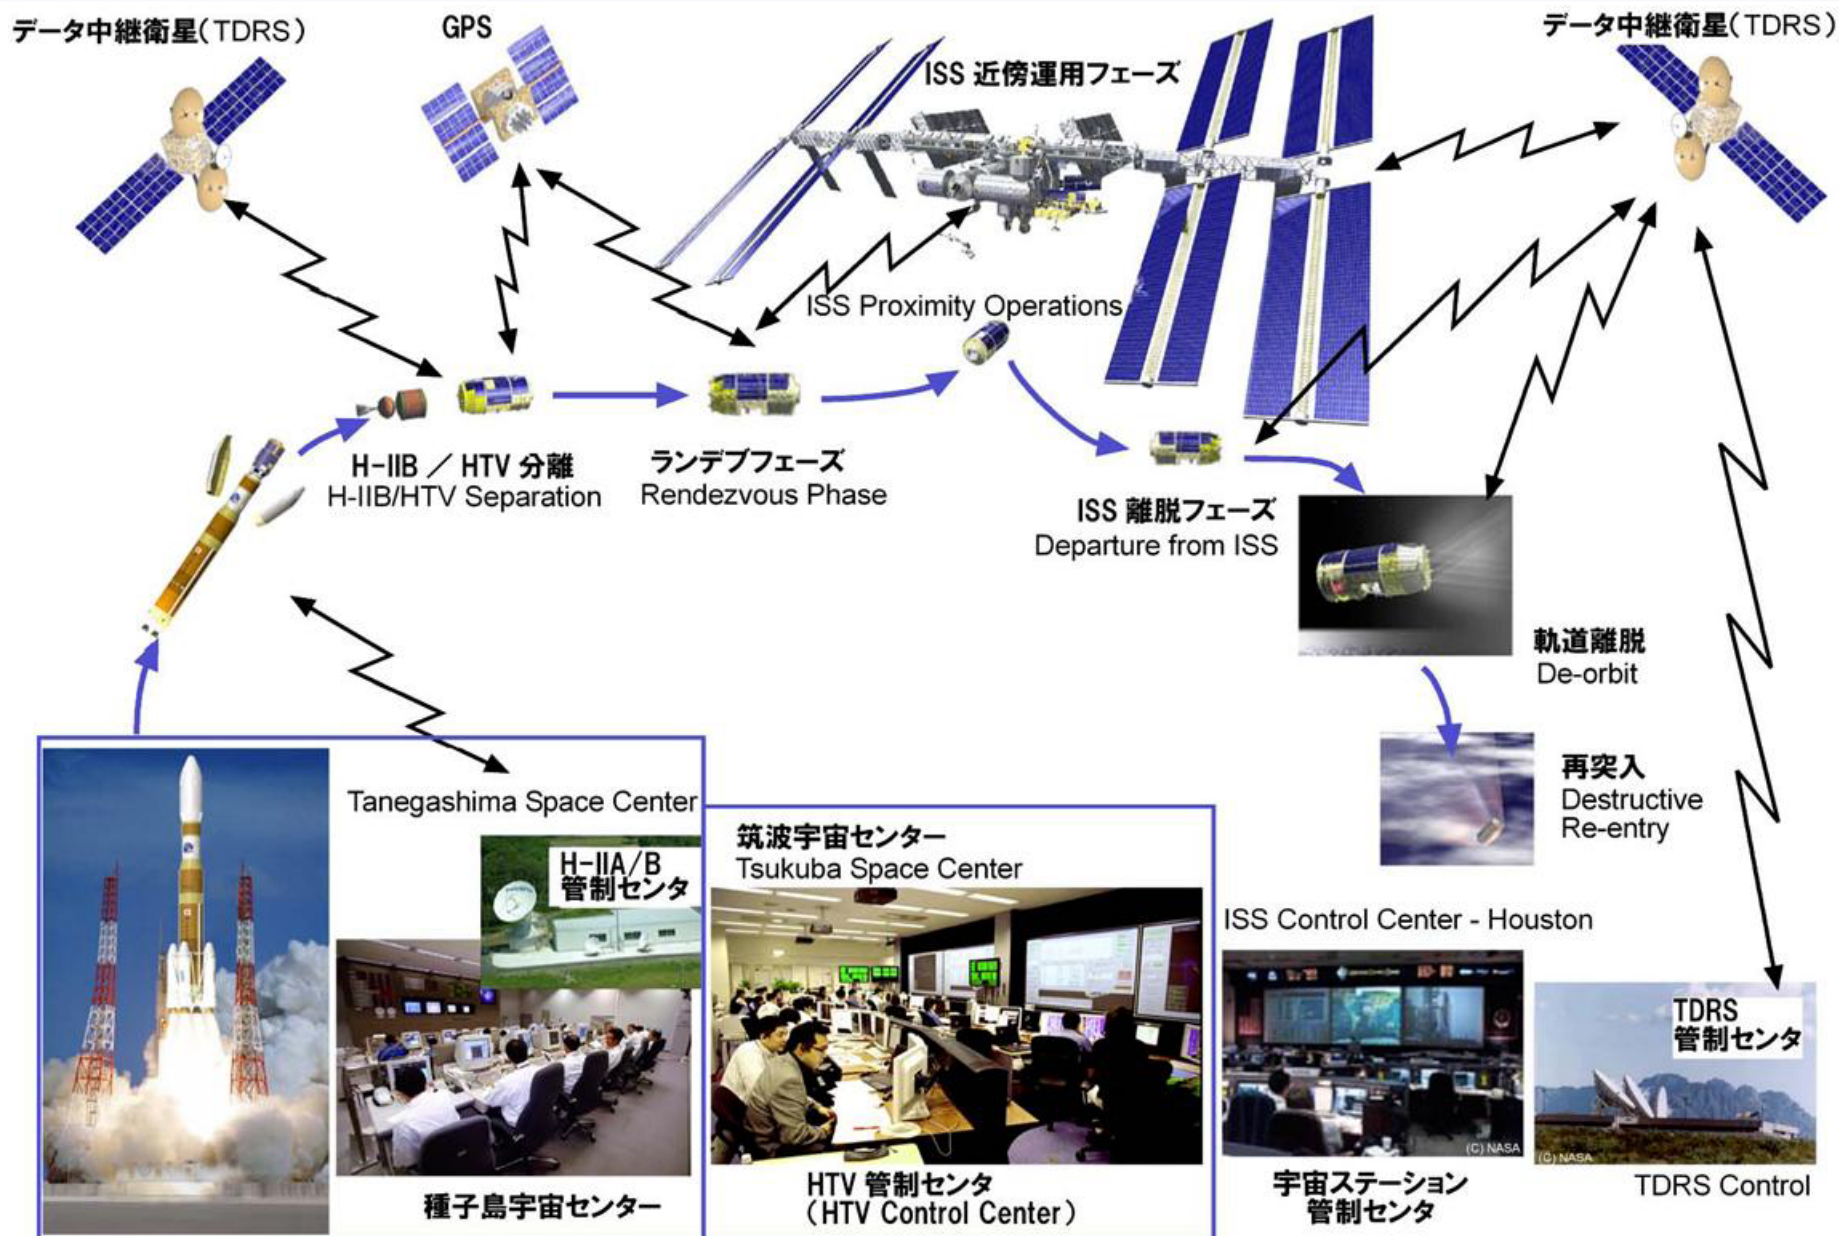 データ中継衛星(TDRS)
GPS
データ中継衛星(TDRS)
ISS 近傍運用フェーズ
ISS Proximity Operations
H-IIB / HTV 分離
H-IIB/HTV Separation
ランデブフェーズ
Rendezvous Phase
ISS 離脱フェーズ
Departure from ISS
軌道離脱
De-orbit
再突入
Destructive
Re-entry
Tanegashima Space Center
H-IIA/B
管制センタ
種子島宇宙センター
筑波宇宙センター
Tsukuba Space Center
HTV 管制センタ
(HTV Control Center)
ISS Control Center - Houston
(C) NASA
宇宙ステーション
管制センタ
TDRS
管制センタ
(C) NASA
TDRS Control